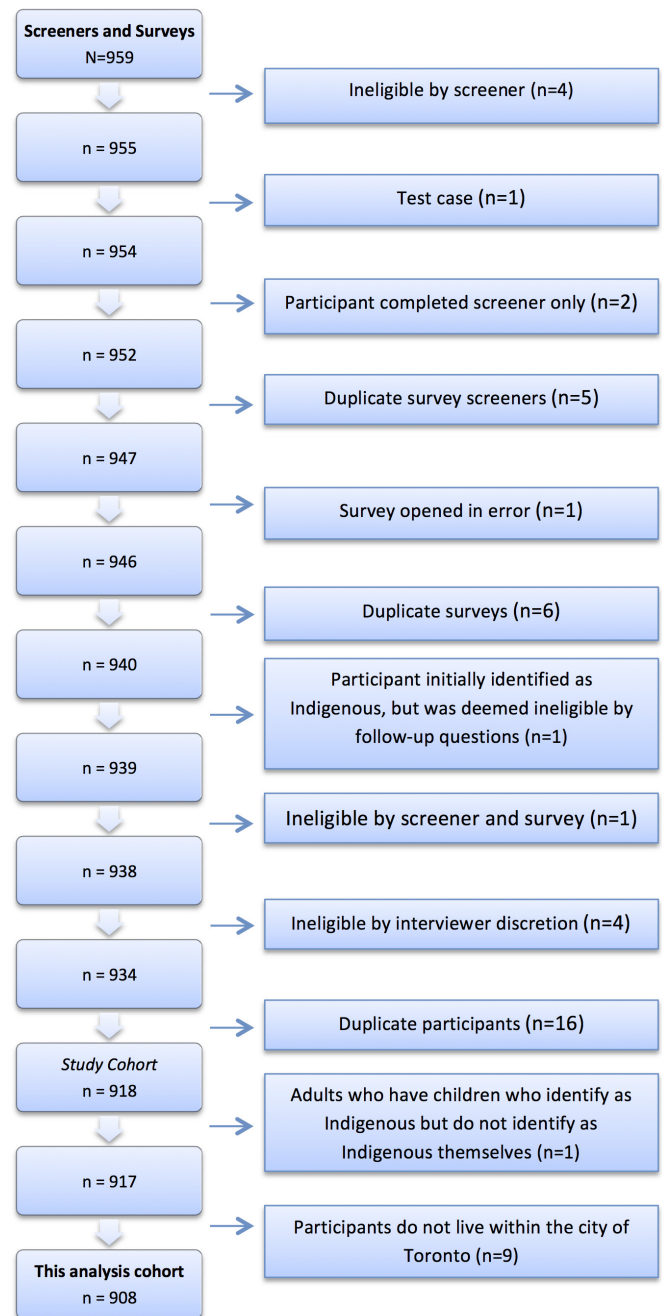 Screeners and Surveys
N=959
Ineligible by screener (n=4)
n = 955
Test case (n=1)
n = 954
Participant completed screener only (n=2)
n = 952
Duplicate survey screeners (n=5)
n = 947
Survey opened in error (n=1)
n = 946
Duplicate surveys (n=6)
n = 940
Participant initially identified as
Indigenous, but was deemed ineligible by
follow-up questions (n=1)
n = 939
Ineligible by screener and survey (n=1)
n = 938
Ineligible by interviewer discretion (n=4)
n = 934
Duplicate participants (n=16)
Study Cohort
n = 918
Adults who have children who identify as
Indigenous but do not identify as
Indigenous themselves (n=1)
n = 917
Participants do not live within the city of
Toronto (n=9)
This analysis cohort
n = 908